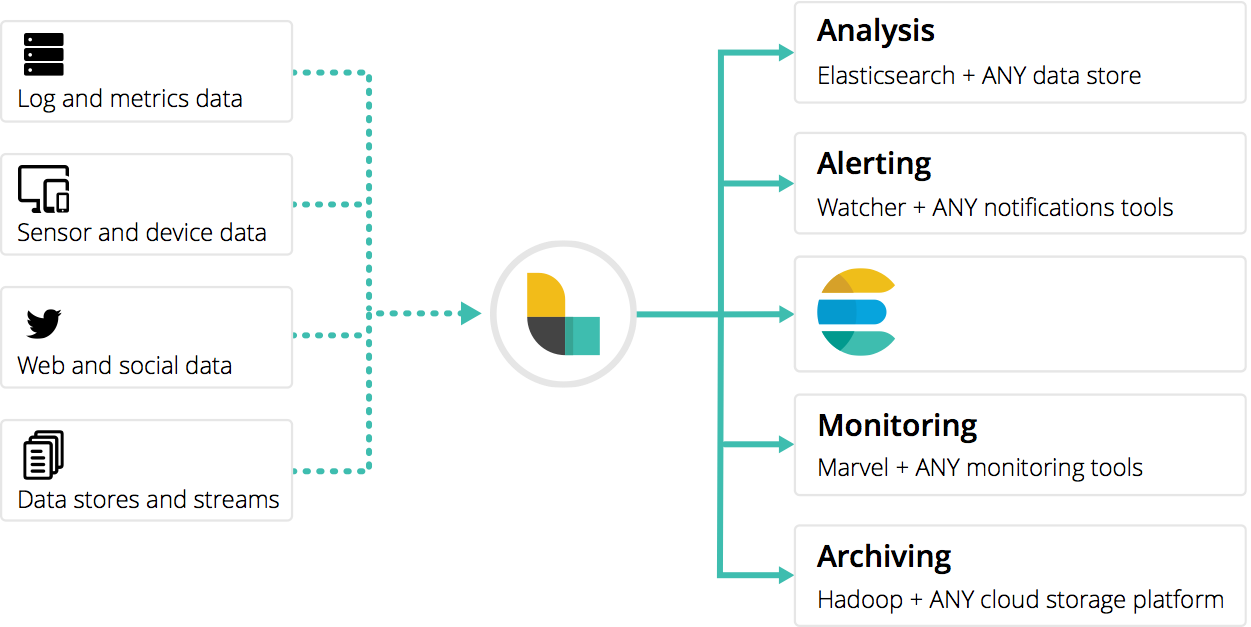 Log and metrics data
Sensor and device data
Web and social data
Data stores and streams
Analysis
Elasticsearch + ANY data store
Alerting
Watcher + ANY notifications tools
Monitoring
Marvel + ANY monitoring tools
Archiving
Hadoop + ANY cloud storage platform